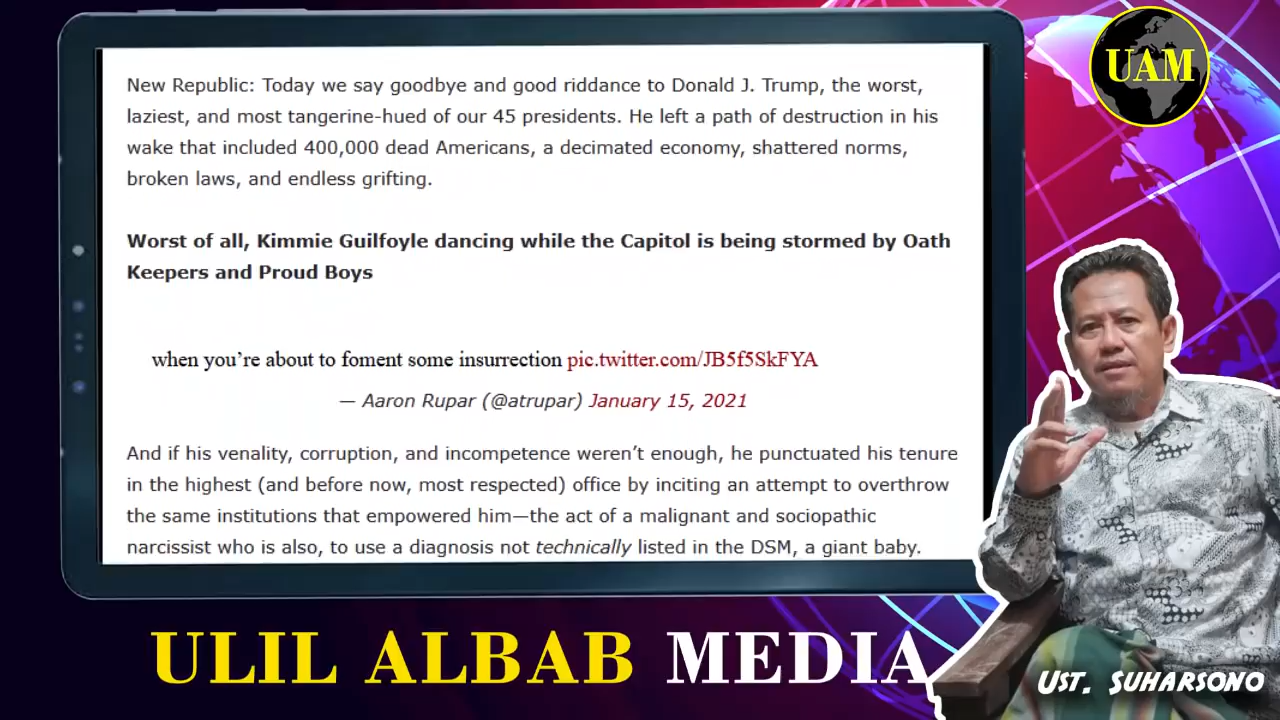 New Republic: Today we say goodbye and good riddance to Donald J. Trump, the worst,
laziest, and most tangerine-hued of our 45 presidents. He left a path of destruction in his
wake that included 400,000 dead Americans, a decimated economy, shattered norms,
broken laws, and endless grifting.
Worst of all, Kimmie Guilfoyle dancing while the Capitol is being stormed by Oath
Keepers and Proud Boys
when you’re about to foment some insurrection pic.twitter.com/JB5f5SkFYA
— Aaron Rupar (@atrupar) January 15, 2021
And if his venality, corruption, and incompetence weren’t enough, he punctuated his tenure
in the highest (and before now, most respected) office by inciting an attempt to overthrow
the same institutions that empowered him—the act of a malignant and sociopathic
narcissist who is also, to use a diagnosis not technically listed in the DSM, a giant baby.
UAM
ULIL ALBAB MEDIA
UST. SUHARSONO